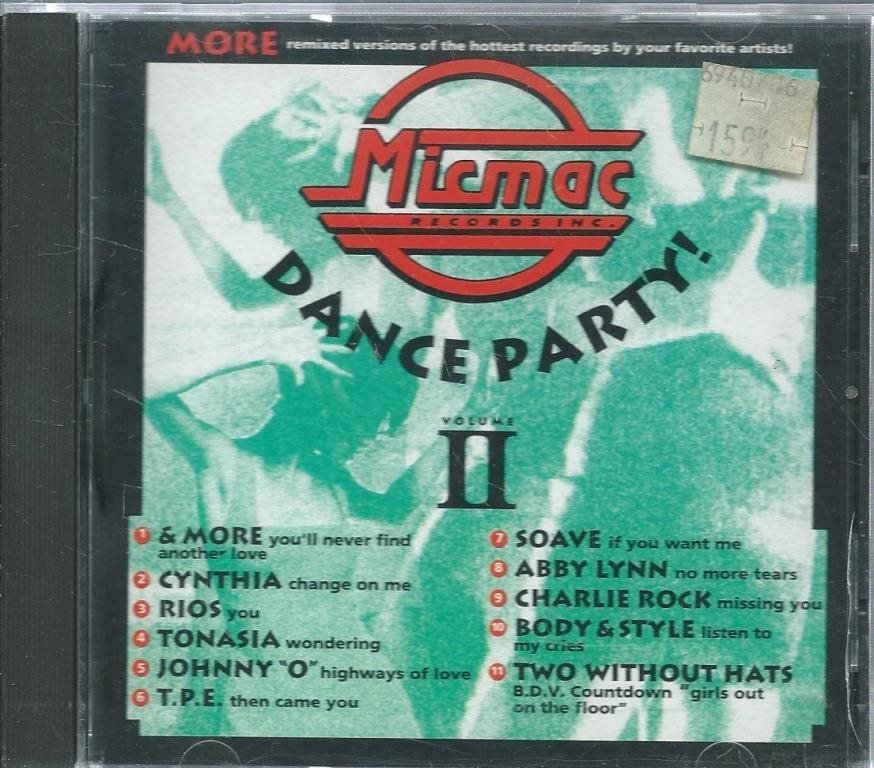 MORE remixed versions of the hottest recordings by your favorite artists!
Micmac
RECORDS INC.
DANCE PARTY!
VOLUME
II
1 & MORE you'll never find
another love
2 CYNTHIA change on me
3 RIOS you
4 TONASIA wondering
5 JOHNNY "O" highways of love
6 T.P.E. then came you
7 SOAVE if you want me
8 ABBY LYNN no more tears
9 CHARLIE ROCK missing you
10 BODY & STYLE listen to
my cries
11 TWO WITHOUT HATS
B.D.V. Countdown "girls out
on the floor"